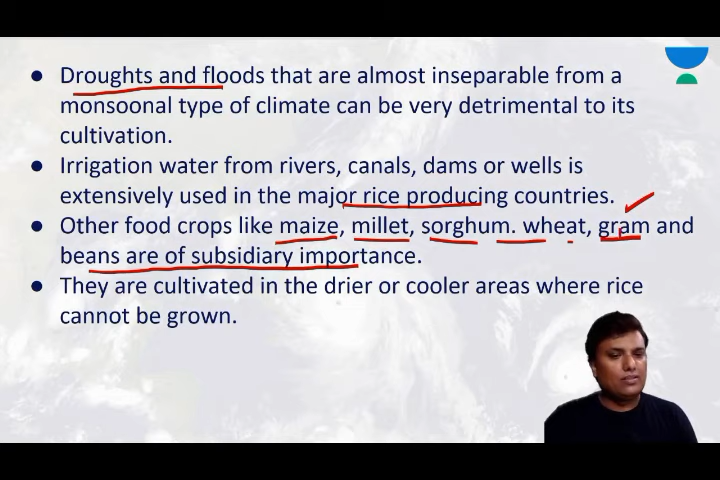 ● Droughts and floods that are almost inseparable from a
monsoonal type of climate can be very detrimental to its
cultivation.
● Irrigation water from rivers, canals, dams or wells is
extensively used in the major rice producing countries.
● Other food crops like maize, millet, sorghum. wheat, gram and
beans are of subsidiary importance.
● They are cultivated in the drier or cooler areas where rice
cannot be grown.